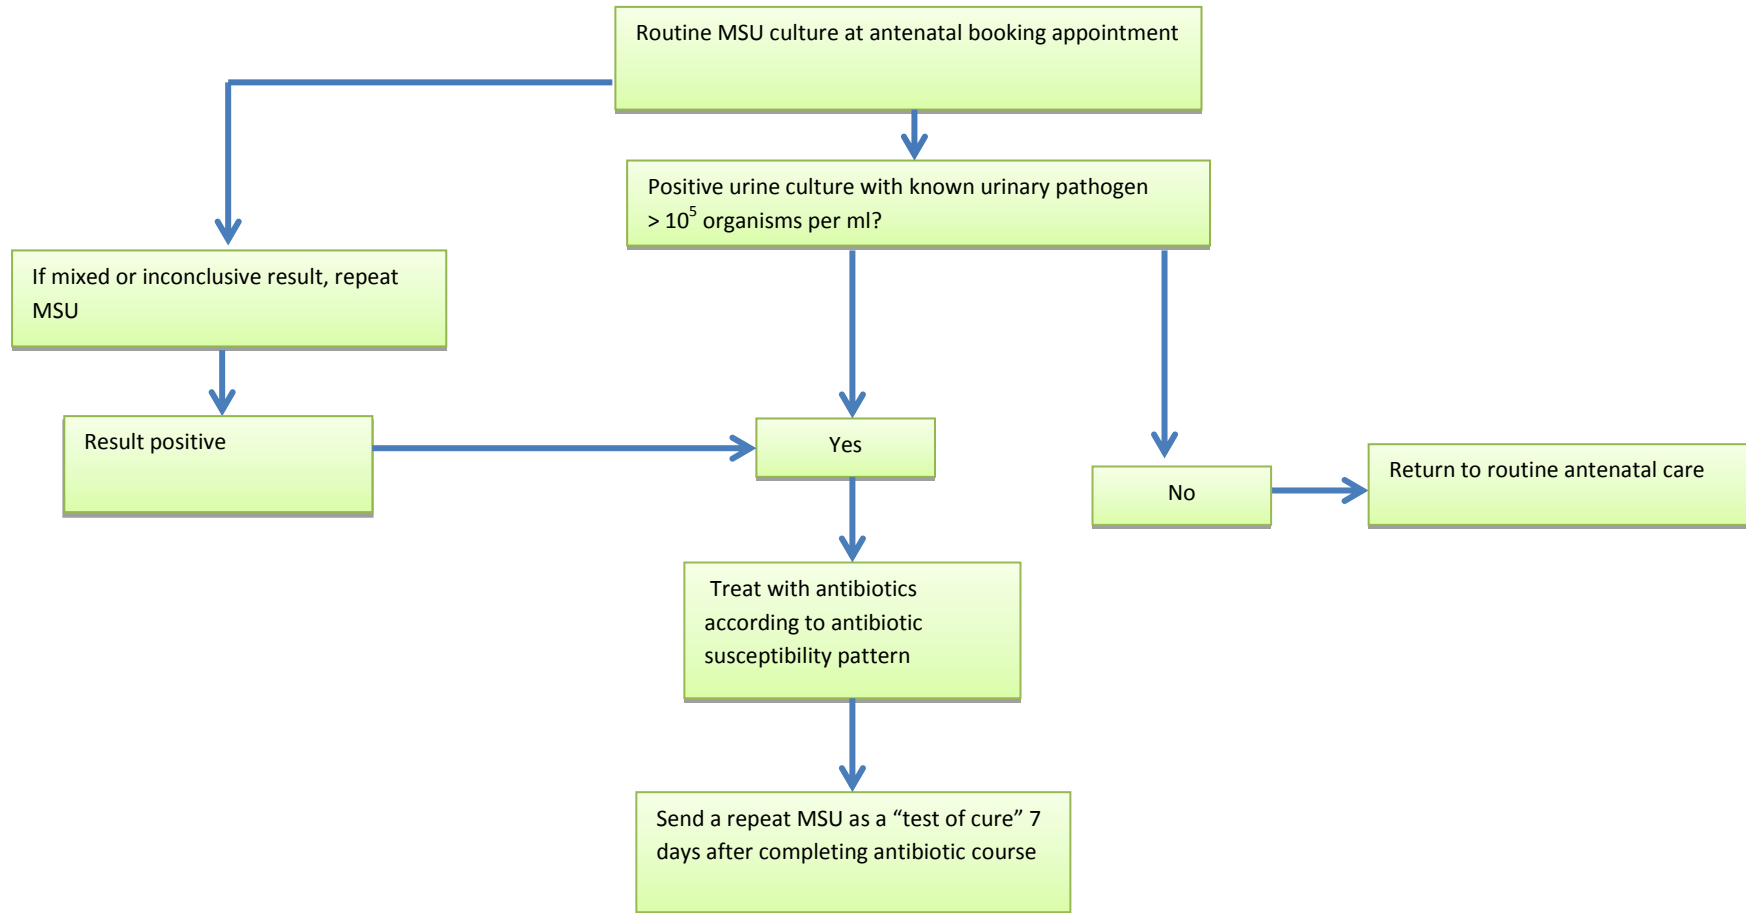 Routine MSU culture at antenatal booking appointment
Positive urine culture with known urinary pathogen
> 10⁵ organisms per ml?
If mixed or inconclusive result, repeat
MSU
Result positive
Yes
No
Return to routine antenatal care
Treat with antibiotics
according to antibiotic
susceptibility pattern
Send a repeat MSU as a “test of cure” 7
days after completing antibiotic course